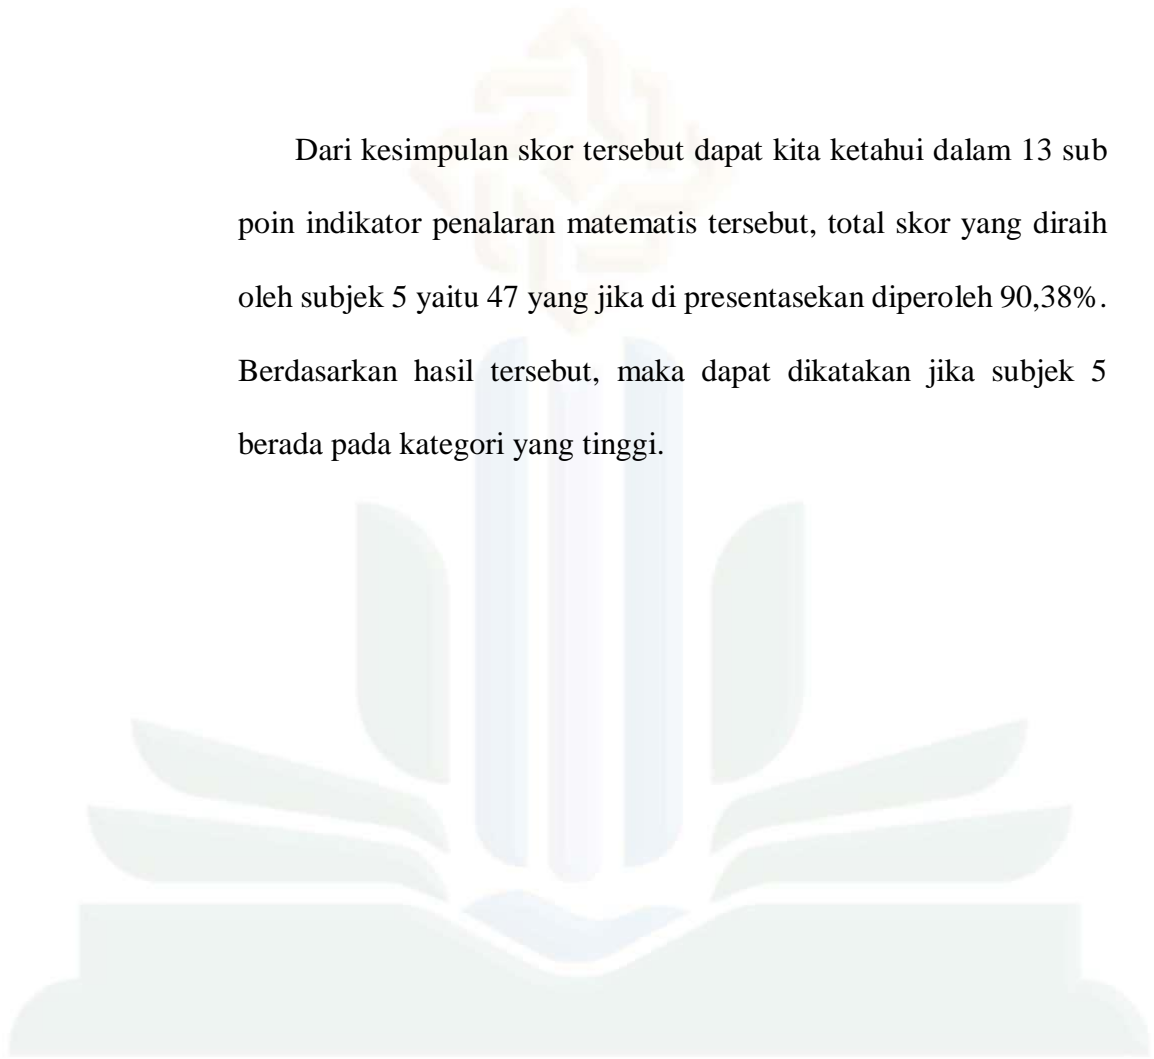 Dari kesimpulan skor tersebut dapat kita ketahui dalam 13 sub
poin indikator penalaran matematis tersebut, total skor yang diraih
oleh subjek 5 yaitu 47 yang jika di presentasekan diperoleh 90,38%.
Berdasarkan hasil tersebut, maka dapat dikatakan jika subjek 5
berada pada kategori yang tinggi.